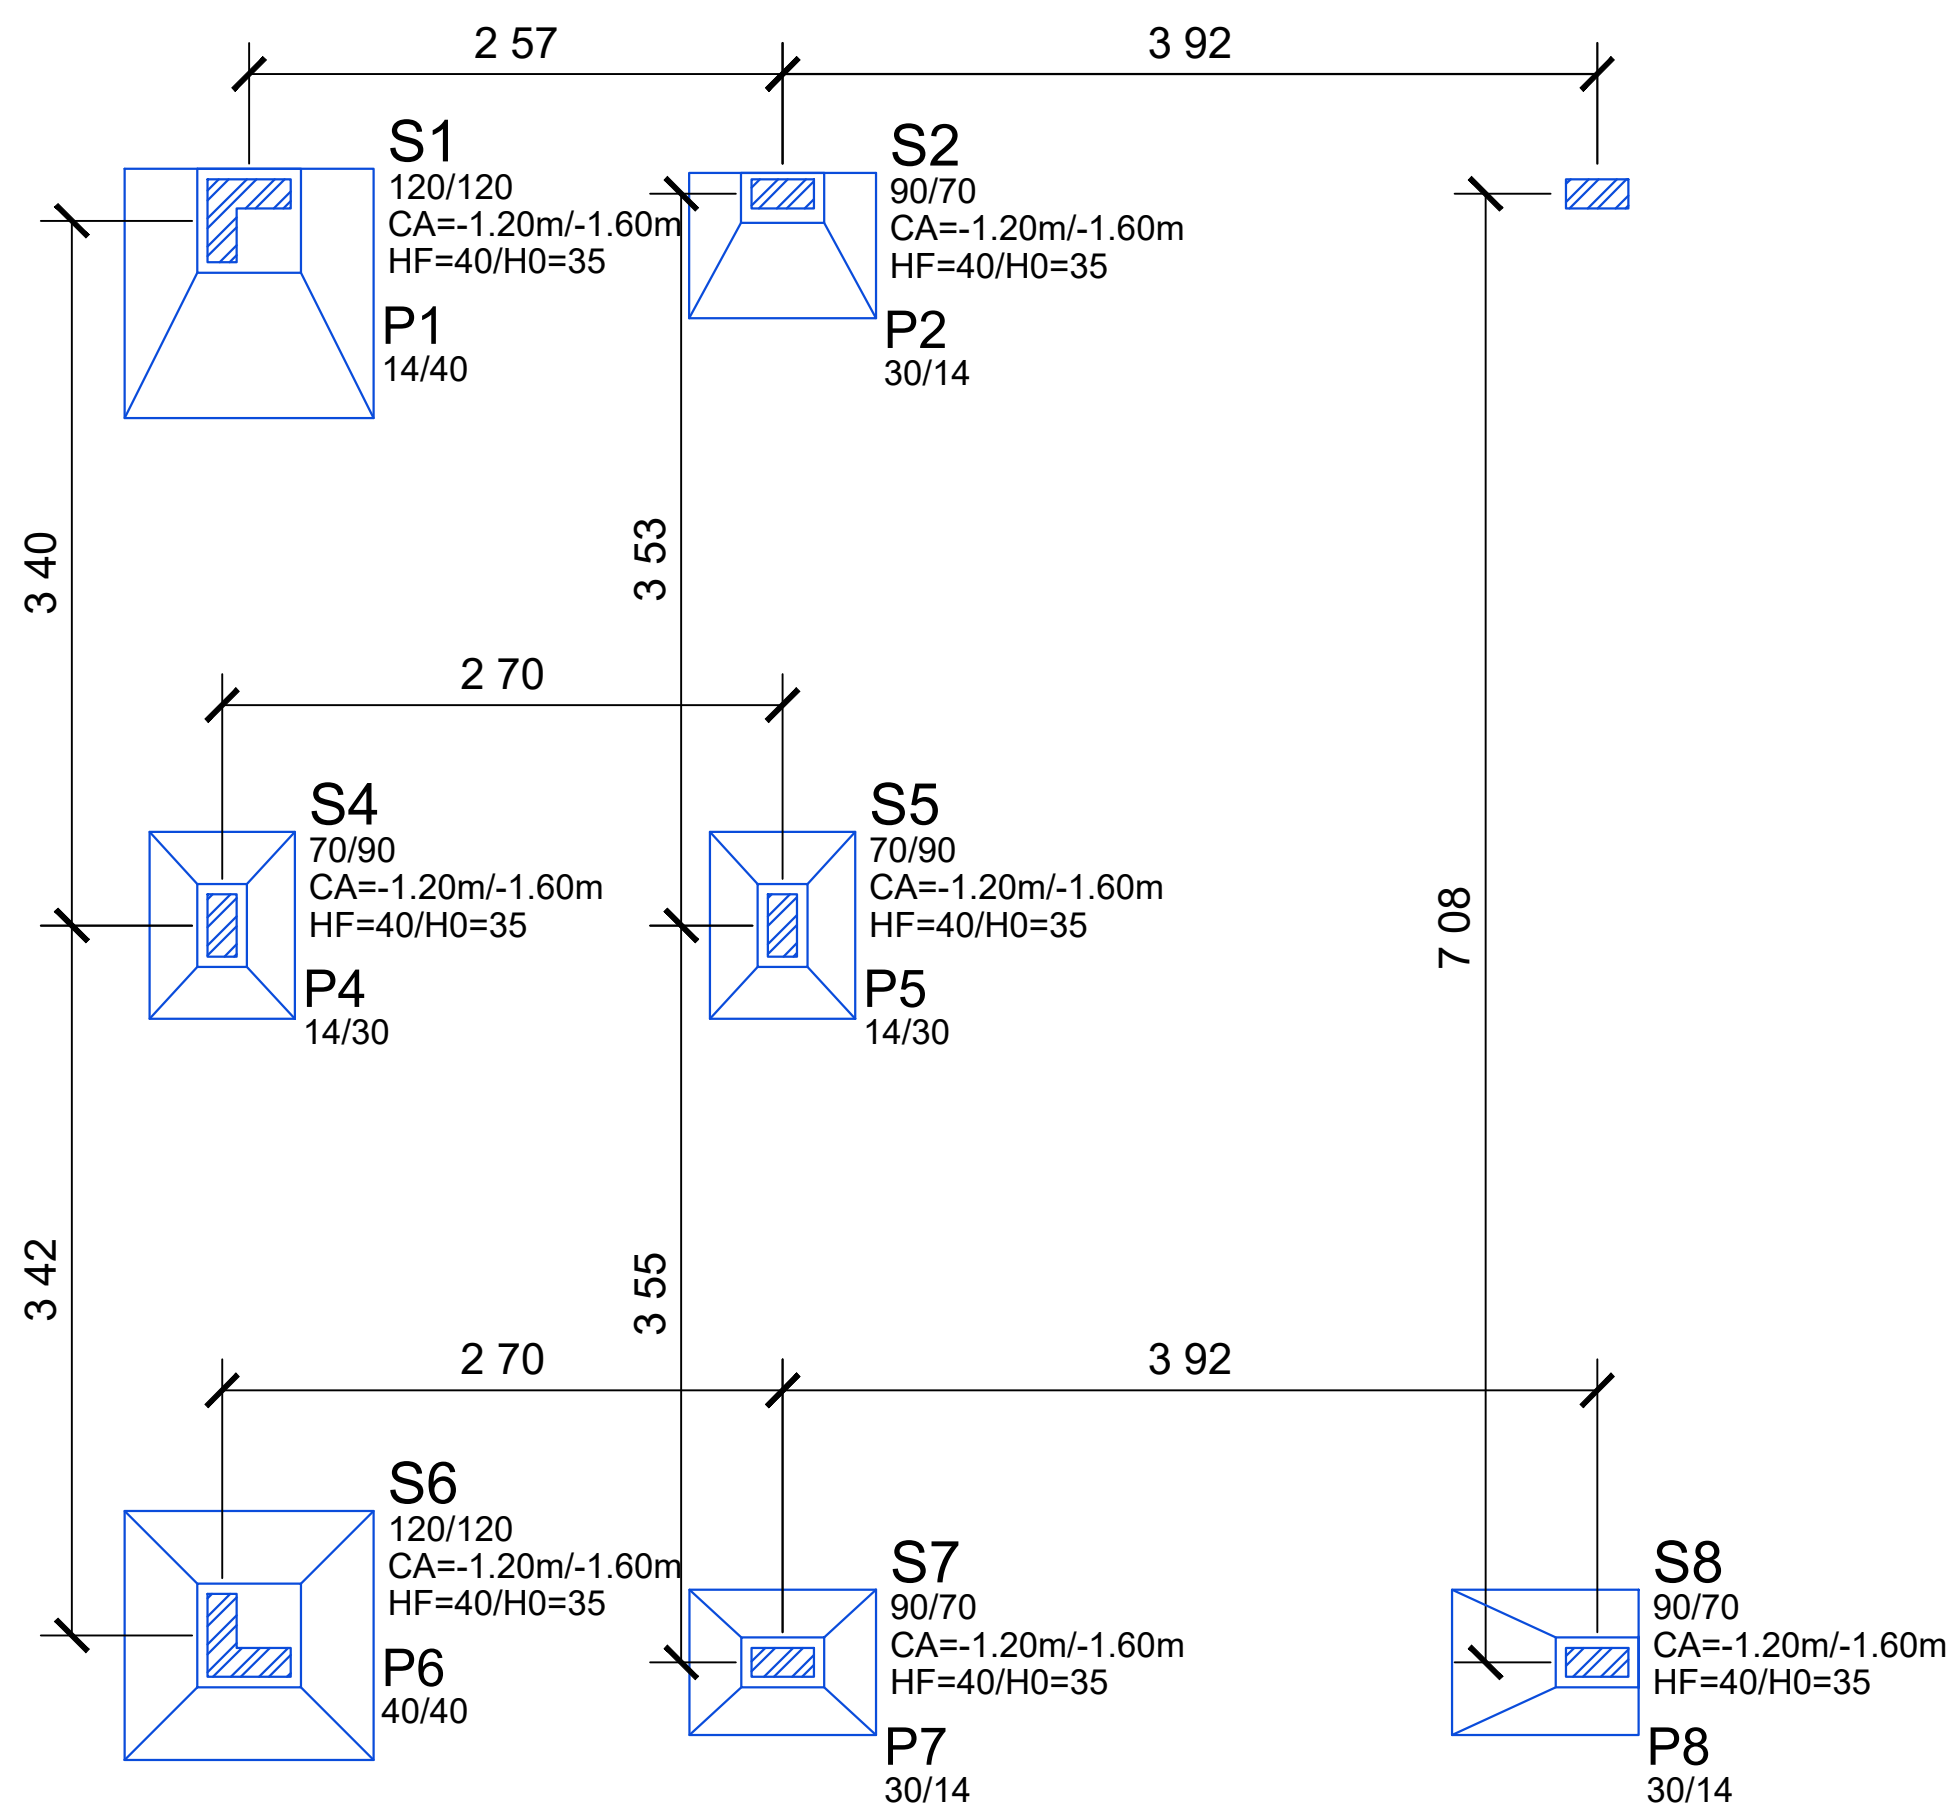 2 57
3 92
S1
120/120
CA=-1.20m/-1.60m
HF=40/H0=35
P1
14/40
S2
90/70
CA=-1.20m/-1.60m
HF=40/H0=35
P2
30/14
3 40
3 53
2 70
S4
70/90
CA=-1.20m/-1.60m
HF=40/H0=35
P4
14/30
S5
70/90
CA=-1.20m/-1.60m
HF=40/H0=35
P5
14/30
7 08
3 42
3 55
2 70
3 92
S6
120/120
CA=-1.20m/-1.60m
HF=40/H0=35
P6
40/40
S7
90/70
CA=-1.20m/-1.60m
HF=40/H0=35
P7
30/14
S8
90/70
CA=-1.20m/-1.60m
HF=40/H0=35
P8
30/14